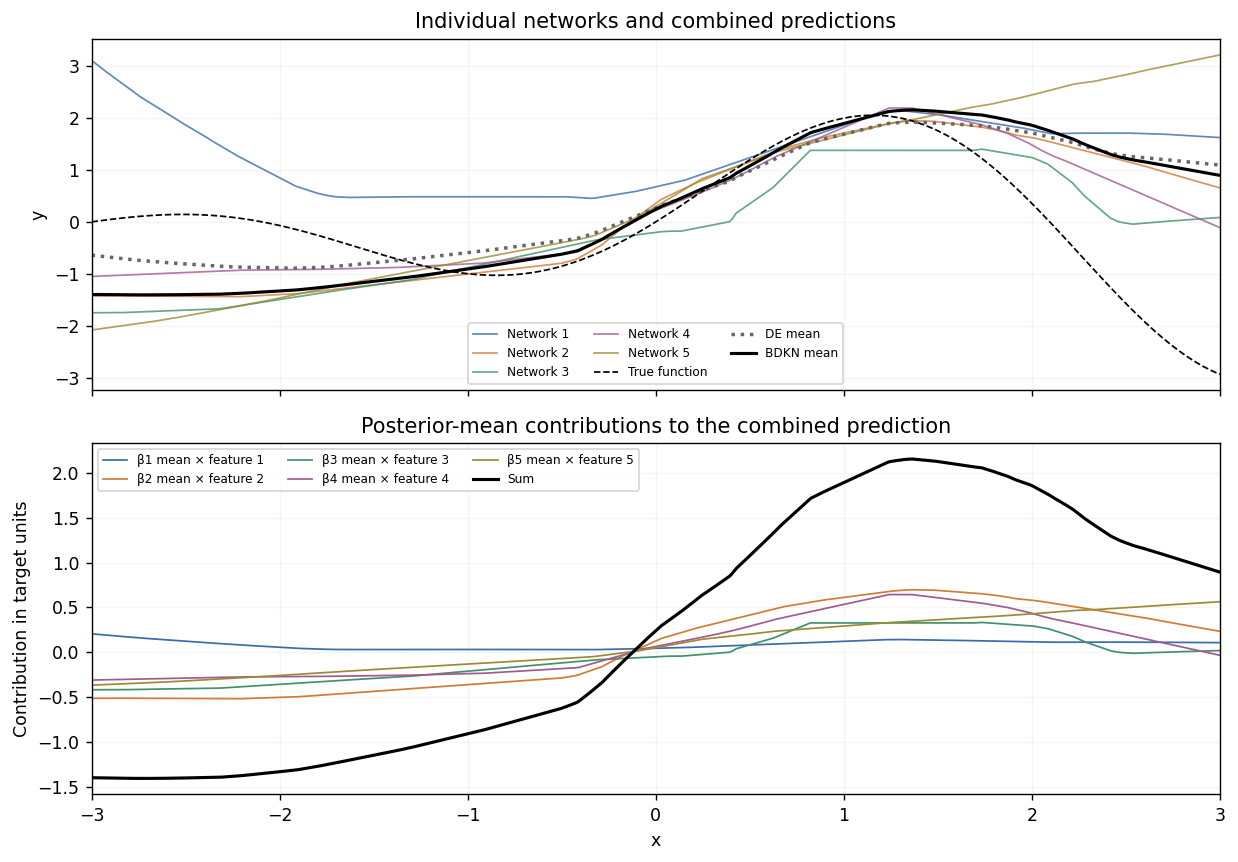 Individual networks and combined predictions
3
2
1
0
−1
−2
−3
y
Network 1 Network 4 DE mean
Network 2 Network 5 BDKN mean
Network 3 True function
Posterior-mean contributions to the combined prediction
β1 mean × feature 1 β3 mean × feature 3 β5 mean × feature 5
β2 mean × feature 2 β4 mean × feature 4 Sum
2.0
1.5
1.0
0.5
0.0
−0.5
−1.0
−1.5
Contribution in target units
−3 −2 −1 0 1 2 3
x